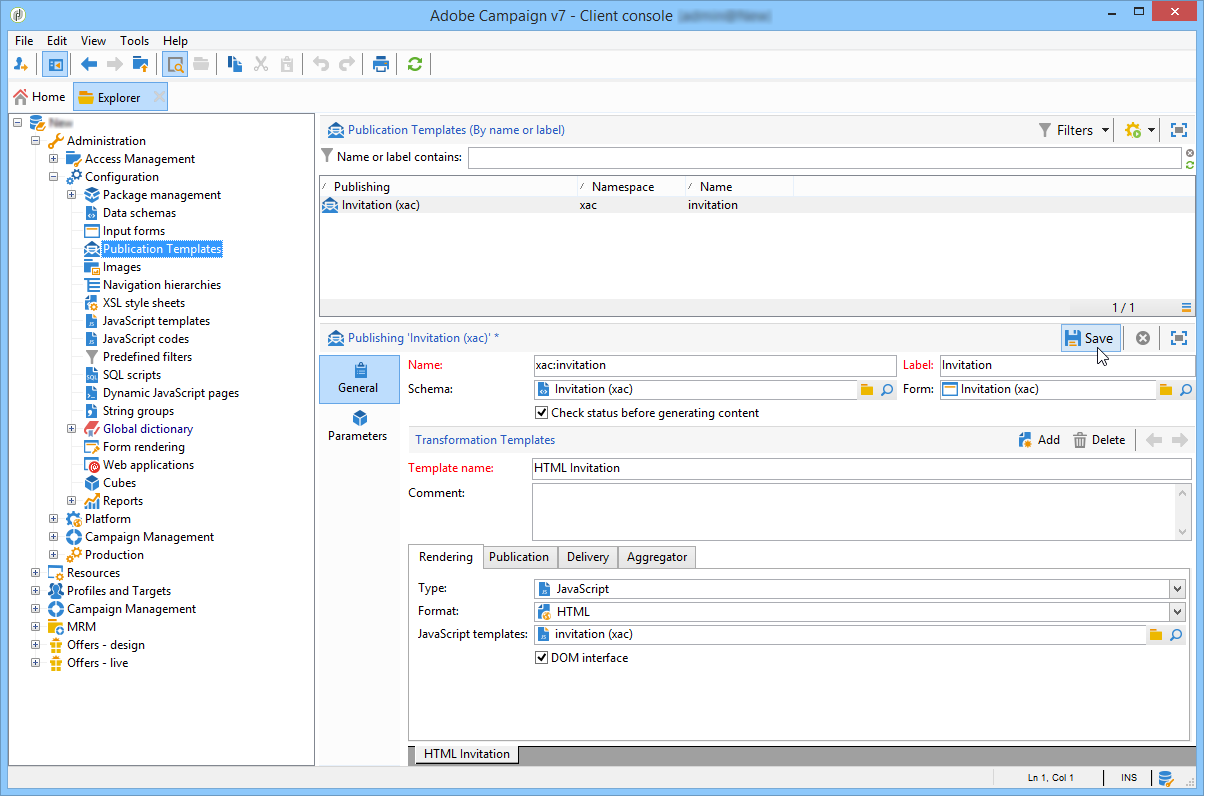 Adobe Campaign v7 - Client console
File Edit View Tools Help
Home Explorer
Administration
Access Management
Configuration
Package management
Data schemas
Input forms
Publication Templates
Images
Navigation hierarchies
XSL style sheets
JavaScript templates
JavaScript codes
Predefined filters
SQL scripts
Dynamic JavaScript pages
String groups
Global dictionary
Form rendering
Web applications
Cubes
Reports
Platform
Campaign Management
Production
Resources
Profiles and Targets
Campaign Management
MRM
Offers - design
Offers - live
Publication Templates (By name or label) Filters
Name or label contains:
Publishing Namespace Name
Invitation (xac) xac invitation
1 / 1
Publishing 'Invitation (xac)' * Save
General
Parameters
Name: xac:invitation Label: Invitation
Schema: Invitation (xac) Form: Invitation (xac)
Check status before generating content
Transformation Templates Add Delete
Template name: HTML Invitation
Comment:
Rendering Publication Delivery Aggregator
Type: JavaScript
Format: HTML
JavaScript templates: invitation (xac)
DOM interface
HTML Invitation
Ln 1, Col 1 INS